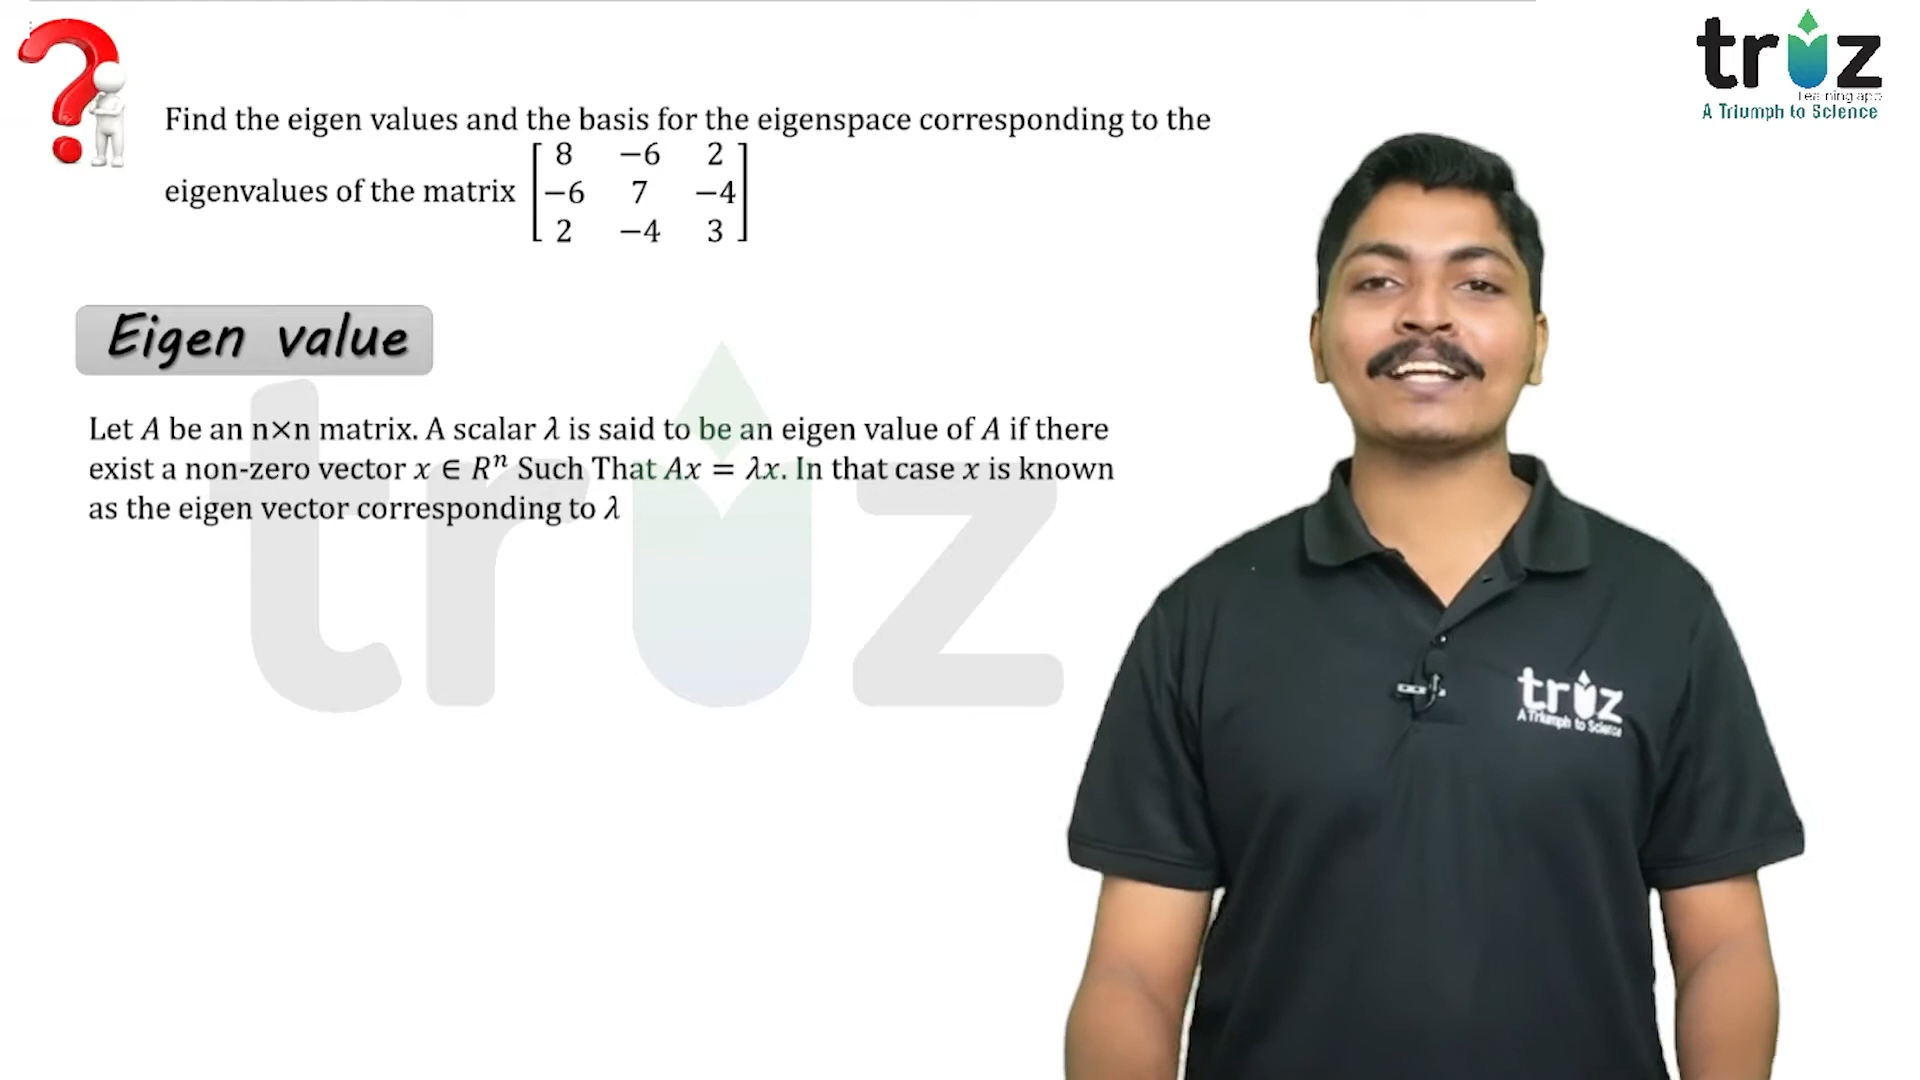 truz
Learning app
A Triumph to Science
Find the eigen values and the basis for the eigenspace corresponding to the
eigenvalues of the matrix [8 −6 2
−6 7 −4
2 −4 3]
Eigen value
Let A be an n×n matrix. A scalar λ is said to be an eigen value of A if there
exist a non-zero vector x ∈ Rⁿ Such That Ax = λx. In that case x is known
as the eigen vector corresponding to λ
truz
truz
A Triumph to Science